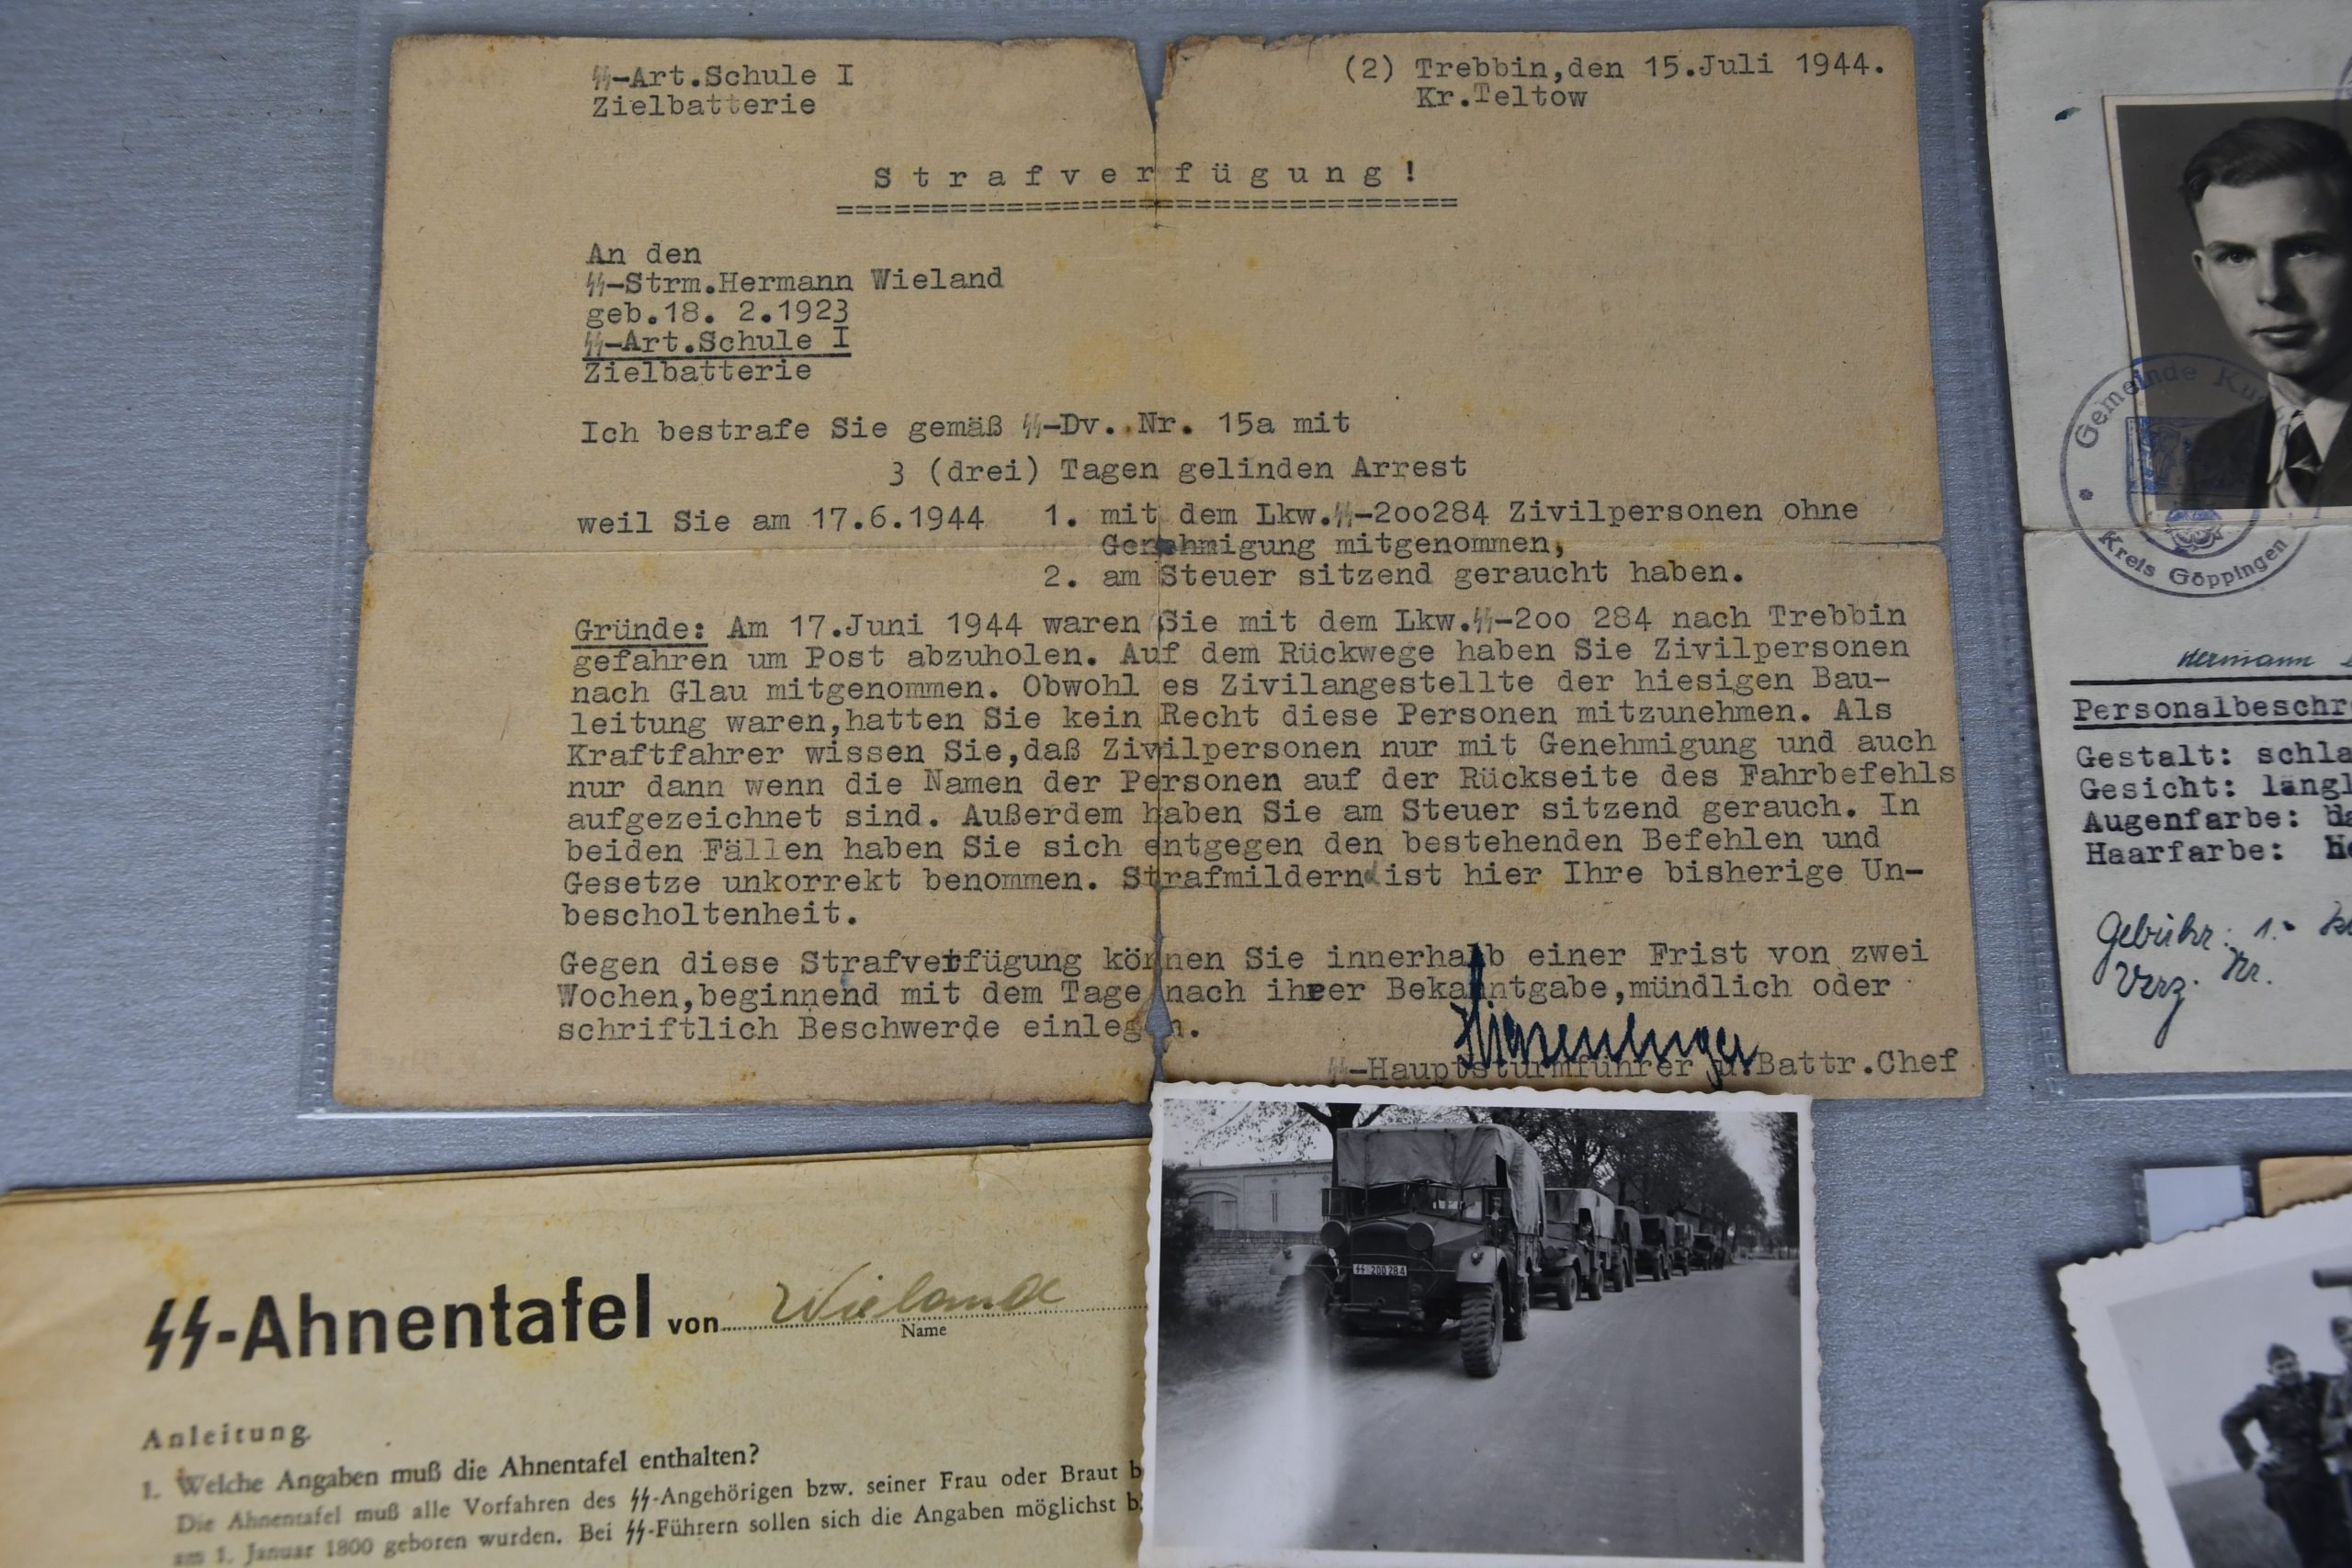 ᛋᛋ-Art.Schule I
Zielbatterie
(2) Trebbin,den 15.Juli 1944.
Kr.Teltow
Strafverfügung!
================================
An den
ᛋᛋ-Strm.Hermann Wieland
geb.18. 2.1923
ᛋᛋ-Art.Schule I
Zielbatterie
Ich bestrafe Sie gemäß ᛋᛋ-Dv. Nr. 15a mit
3 (drei) Tagen gelinden Arrest
weil Sie am 17.6.1944 1. mit dem Lkw.ᛋᛋ-2oo284 Zivilpersonen ohne
Genehmigung mitgenommen,
2. am Steuer sitzend geraucht haben.
Gründe: Am 17.Juni 1944 waren Sie mit dem Lkw.ᛋᛋ-2oo 284 nach Trebbin
gefahren um Post abzuholen. Auf dem Rückwege haben Sie Zivilpersonen
nach Glau mitgenommen. Obwohl es Zivilangestellte der hiesigen Bau-
leitung waren,hatten Sie kein Recht diese Personen mitzunehmen. Als
Kraftfahrer wissen Sie,daß Zivilpersonen nur mit Genehmigung und auch
nur dann wenn die Namen der Personen auf der Rückseite des Fahrbefehls
aufgezeichnet sind. Außerdem haben Sie am Steuer sitzend gerauch. In
beiden Fällen haben Sie sich entgegen den bestehenden Befehlen und
Gesetze unkorrekt benommen. Strafmildernd ist hier Ihre bisherige Un-
bescholtenheit.
Gegen diese Strafverfügung können Sie innerhalb einer Frist von zwei
Wochen,beginnend mit dem Tage nach ihrer Bekanntgabe,mündlich oder
schriftlich Beschwerde einlegen.
ᛋᛋ-Hauptsturmführer u.Battr.Chef
Gemeinde Ku
Kreis Göppingen
Hermann
Personalbeschr
Gestalt: schla
Gesicht: längl
Augenfarbe:
Haarfarbe:
Gebühr: 1.-
Verz. Nr.
ᛋᛋ-Ahnentafel von Wieland
Name
Anleitung.
1. Welche Angaben muß die Ahnentafel enthalten?
Die Ahnentafel muß alle Vorfahren des ᛋᛋ-Angehörigen bzw. seiner Frau oder Braut b
am 1. Januar 1800 geboren wurden. Bei ᛋᛋ-Führern sollen sich die Angaben möglichst b
ᛋᛋ-200284